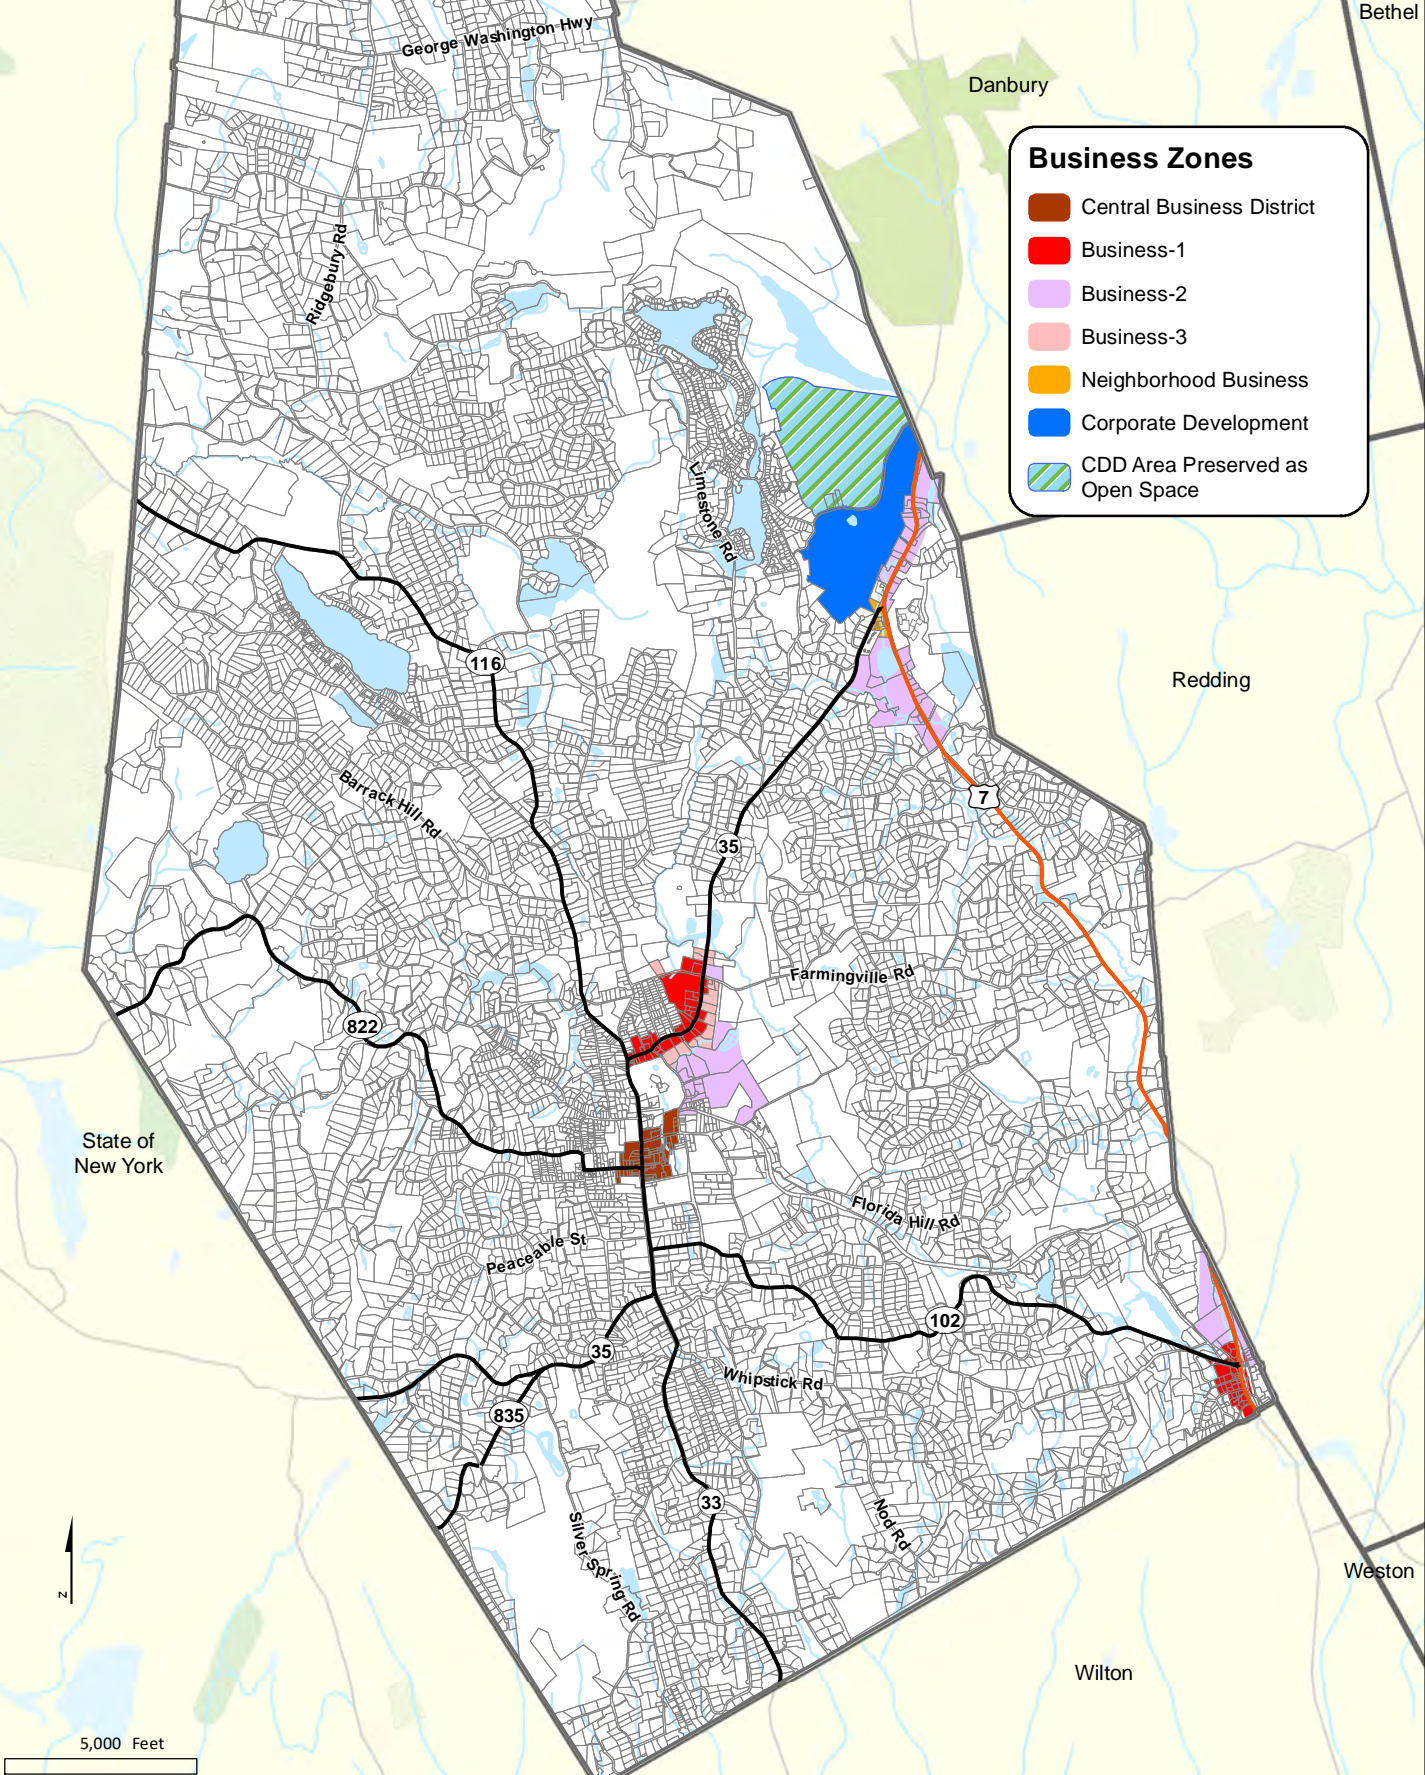 Bethel
George Washington Hwy
Danbury
Business Zones
Central Business District
Business-1
Business-2
Business-3
Neighborhood Business
Corporate Development
CDD Area Preserved as
Open Space
Ridgebury Rd
Limestone Rd
116
Redding
Barrack Hill Rd
7
35
Farmingville Rd
822
State of
New York
Florida Hill Rd
Peaceable St
102
35
Whipstick Rd
835
33
Nod Rd
Silver Spring Rd
Weston
z
Wilton
5,000 Feet